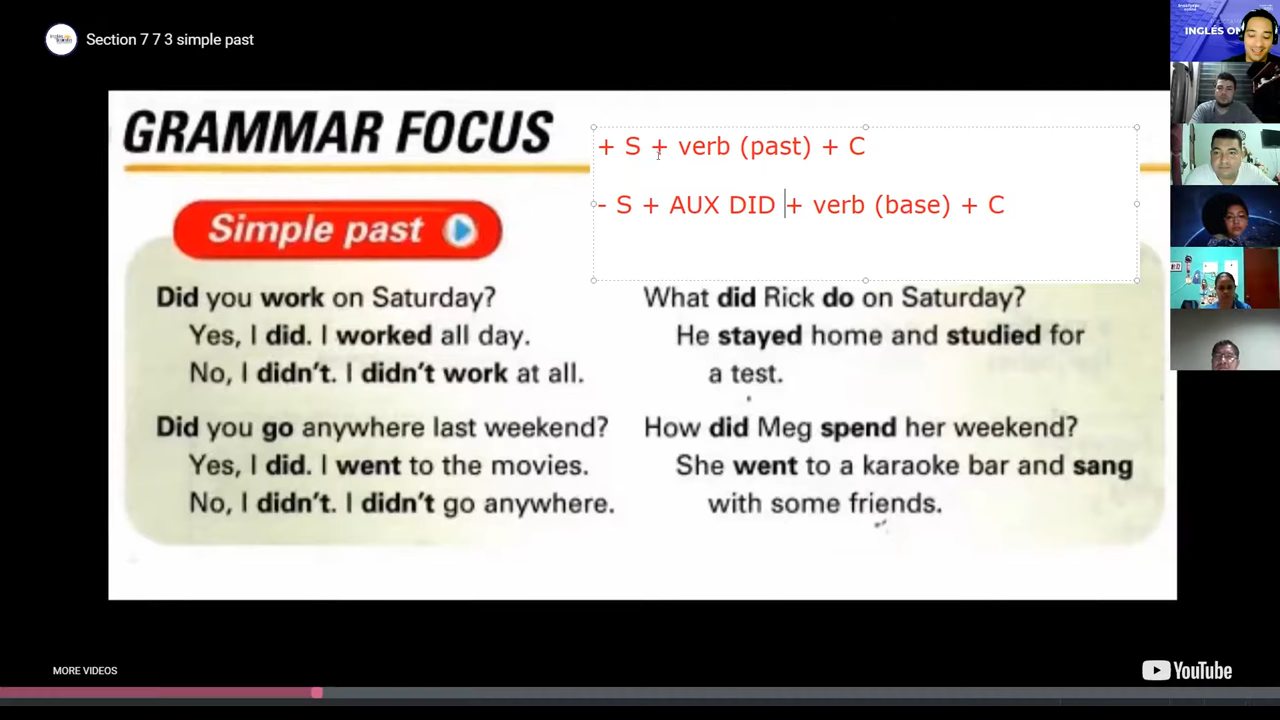 Section 7 7 3 simple past
INGLÉS ON
GRAMMAR FOCUS
+ S + verb (past) + C
- S + AUX DID + verb (base) + C
Simple past
Did you work on Saturday?
Yes, I did. I worked all day.
No, I didn't. I didn't work at all.
Did you go anywhere last weekend?
Yes, I did. I went to the movies.
No, I didn't. I didn't go anywhere.
What did Rick do on Saturday?
He stayed home and studied for
a test.
How did Meg spend her weekend?
She went to a karaoke bar and sang
with some friends.
MORE VIDEOS
YouTube